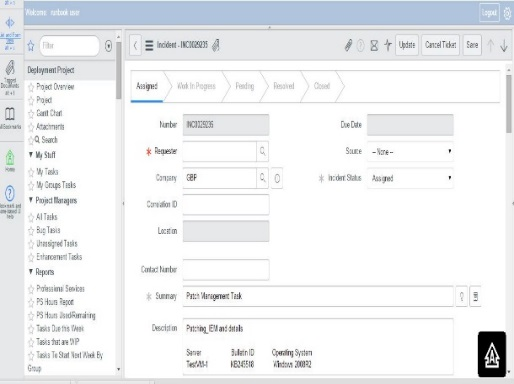 Welcome: runbook user
Logout
Filter
Incident - INC0029235
Update
Cancel Ticket
Save
Deployment Project
Project Overview
Project
Gantt Chart
Attachments
Search
My Stuff
My Tasks
My Groups Tasks
Project Managers
All Tasks
Bug Tasks
Unassigned Tasks
Enhancement Tasks
Reports
Professional Services
PS Hours Report
PS Hours Used/Remaining
Tasks Due this Week
Tasks that are WIP
Tasks To Start Next Week By
Group
Home
Assigned
Work In Progress
Pending
Resolved
Closed
Number
INC0029235
Due Date
Requester
Source
-- None --
Company
GBP
Incident Status
Assigned
Correlation ID
Location
Contact Number
Summary
Patch Management Task
Description
Patching_IEM and details
Server Bulletin ID Operating System
TestVM-1 KB245518 Windows 2008R2